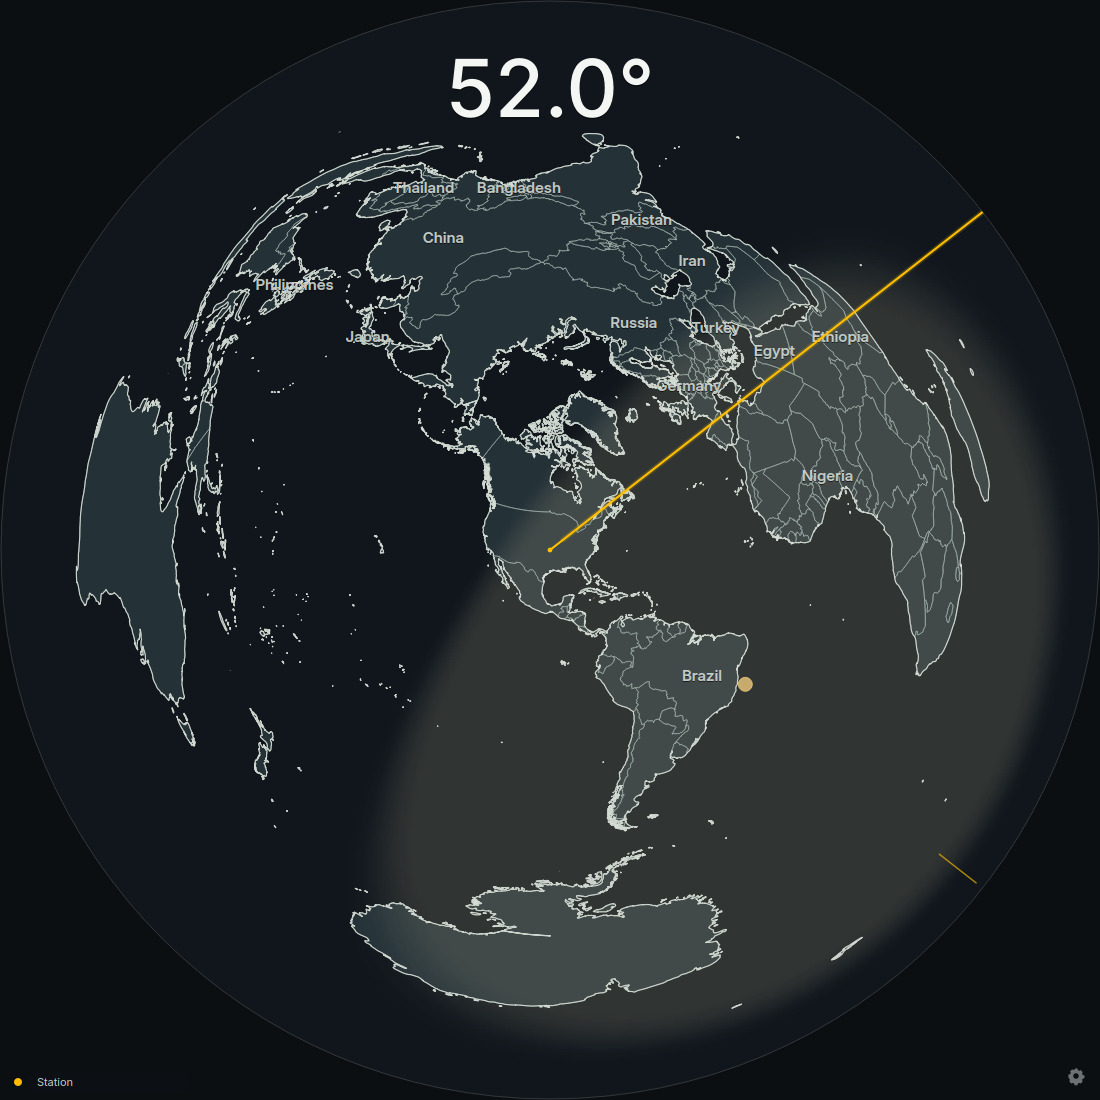 52.0°
Thailand
Bangladesh
Pakistan
China
Iran
Philippines
Russia
Turkey
Japan
Ethiopia
Egypt
Germany
Nigeria
Brazil
Station